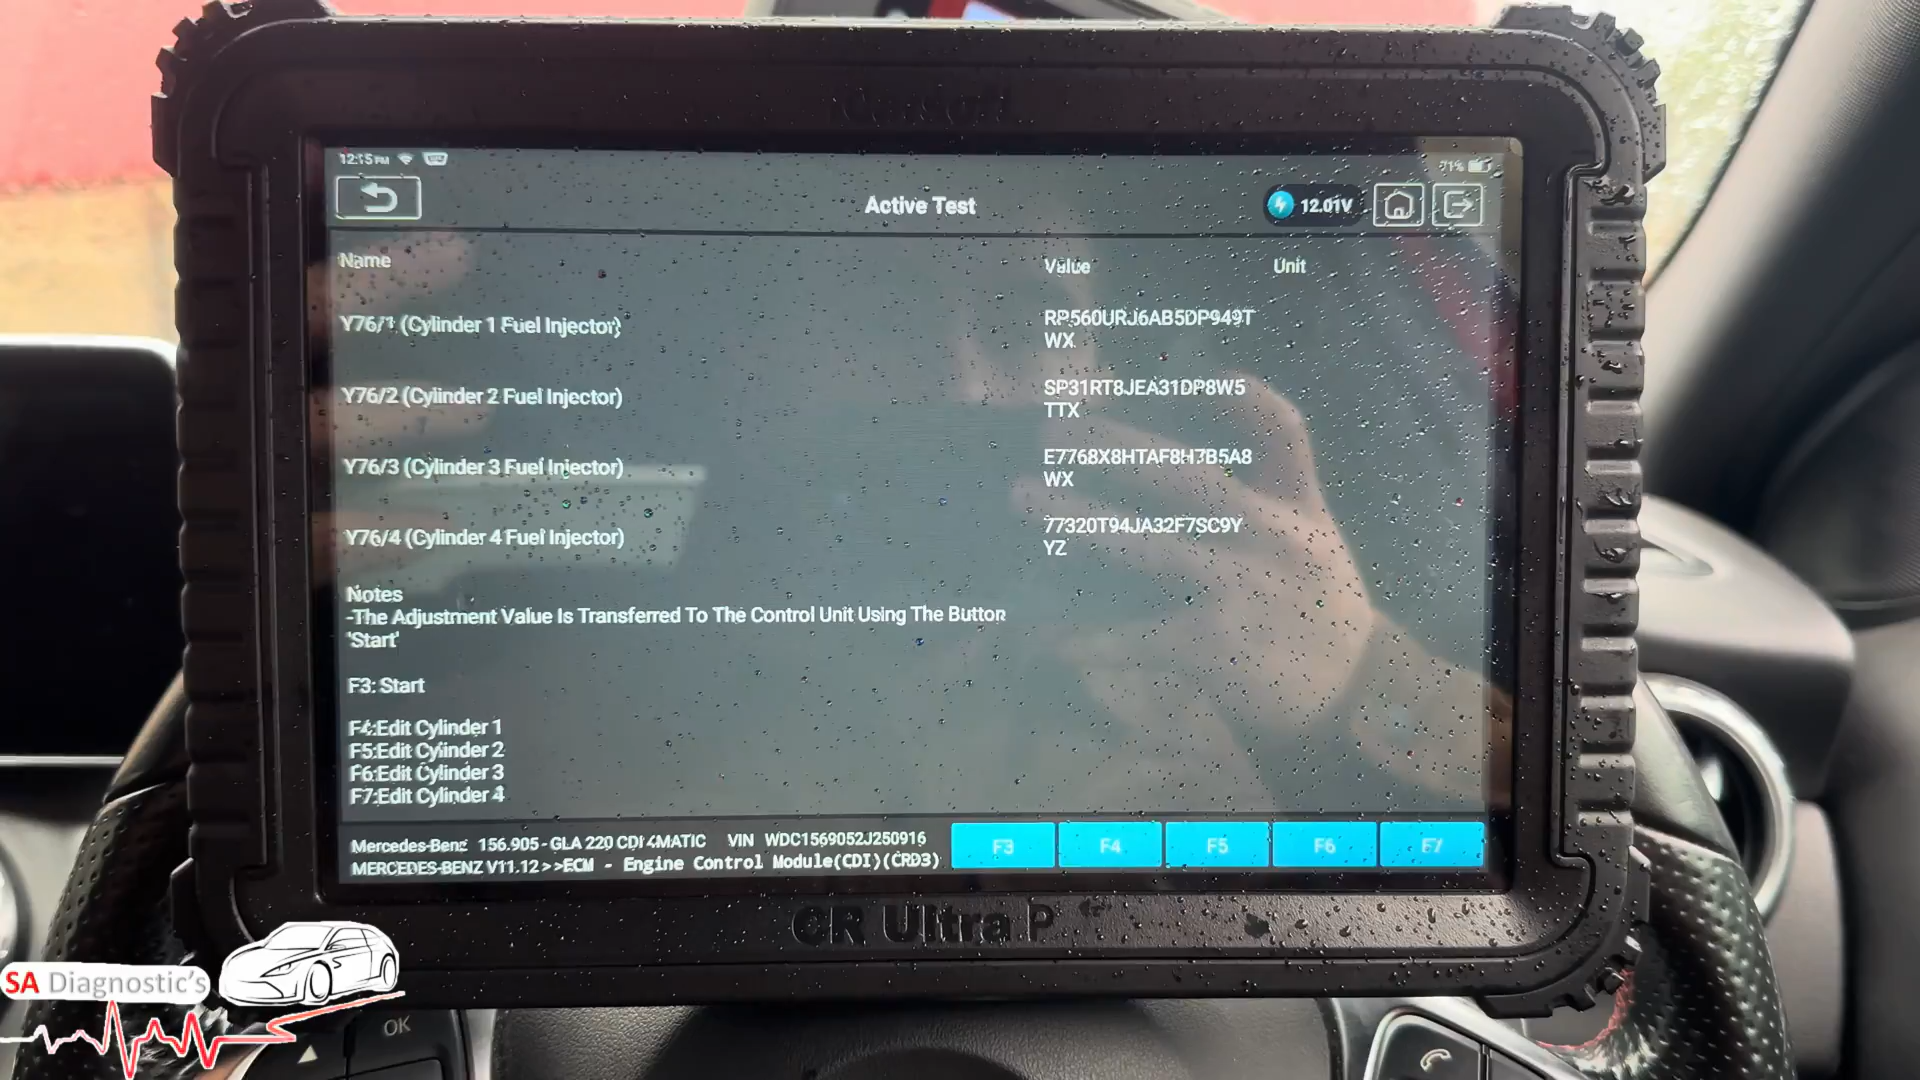 12:15 PM
71%
Active Test
12.01V
Name
Value
Unit
Y76/1 (Cylinder 1 Fuel Injector)
RP560URJ6AB5DP949T
WX
Y76/2 (Cylinder 2 Fuel Injector)
SP31RT8JEA31DP8W5
TTX
Y76/3 (Cylinder 3 Fuel Injector)
E7768X8HTAF8H7B5A8
WX
Y76/4 (Cylinder 4 Fuel Injector)
77320T94JA32F7SC9Y
YZ
Notes
-The Adjustment Value Is Transferred To The Control Unit Using The Button
'Start'
F3: Start
F4:Edit Cylinder 1
F5:Edit Cylinder 2
F6:Edit Cylinder 3
F7:Edit Cylinder 4
Mercedes-Benz 156.905 - GLA 220 CDI 4MATIC VIN WDC1569052J250916
MERCEDES-BENZ V11.12>>ECM - Engine Control Module(CDI)(CRD3)
F3
F4
F5
F6
F7
CR Ultra P
SA Diagnostic's
OK